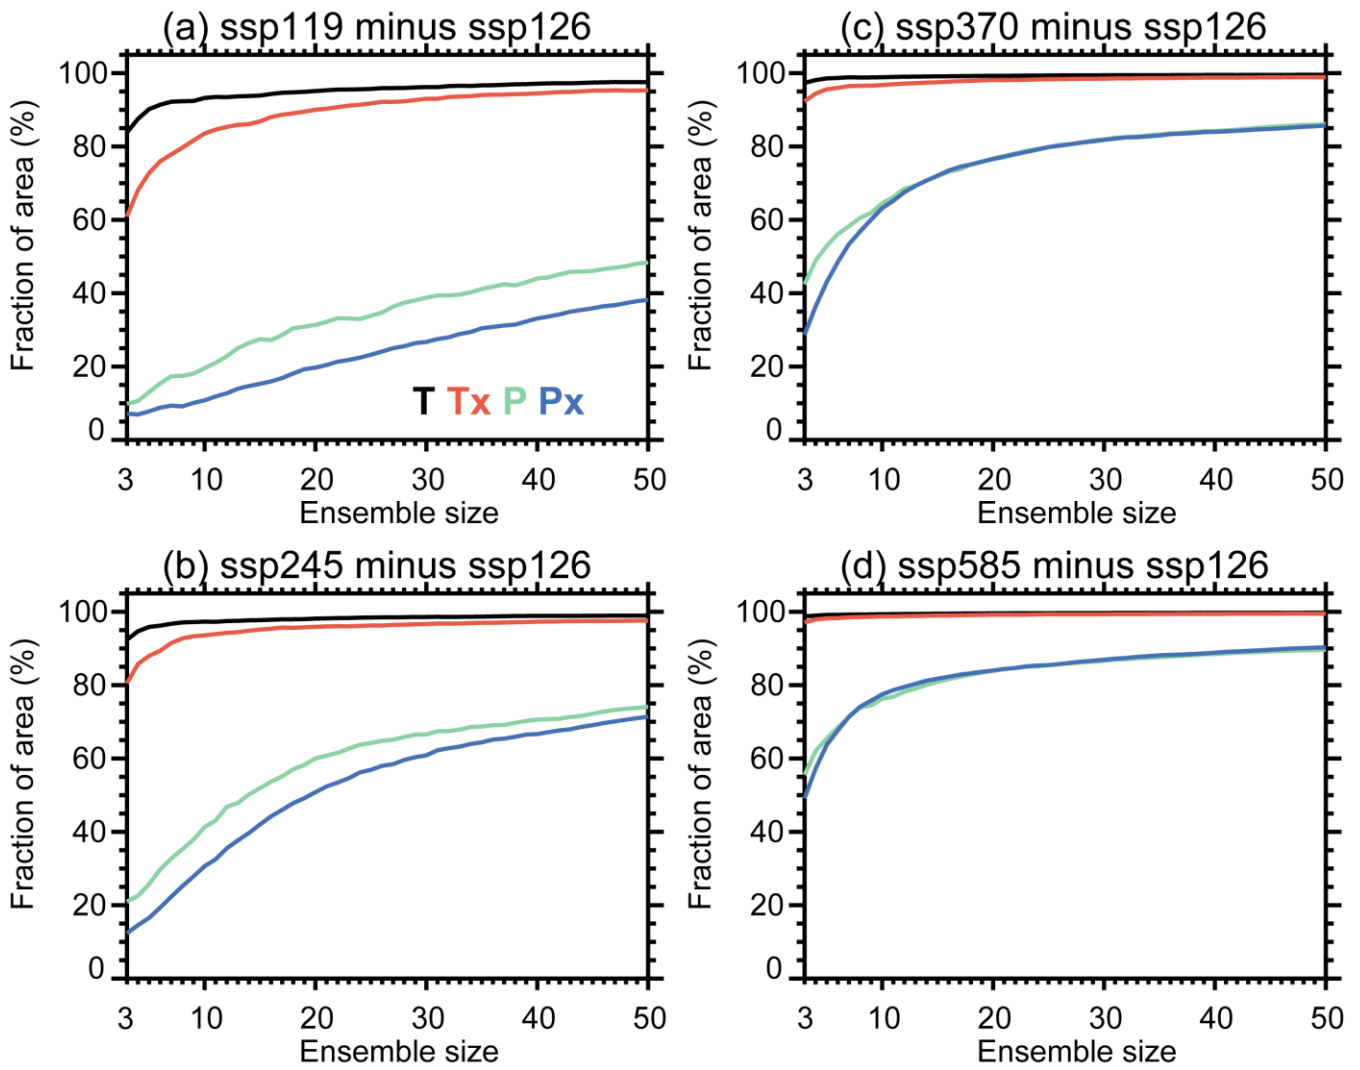 (a) ssp119 minus ssp126
Fraction of area (%)
100
80
60
40
20
0
T Tx P Px
3 10 20 30 40 50
Ensemble size
(c) ssp370 minus ssp126
Fraction of area (%)
100
80
60
40
20
0
3 10 20 30 40 50
Ensemble size
(b) ssp245 minus ssp126
Fraction of area (%)
100
80
60
40
20
0
3 10 20 30 40 50
Ensemble size
(d) ssp585 minus ssp126
Fraction of area (%)
100
80
60
40
20
0
3 10 20 30 40 50
Ensemble size